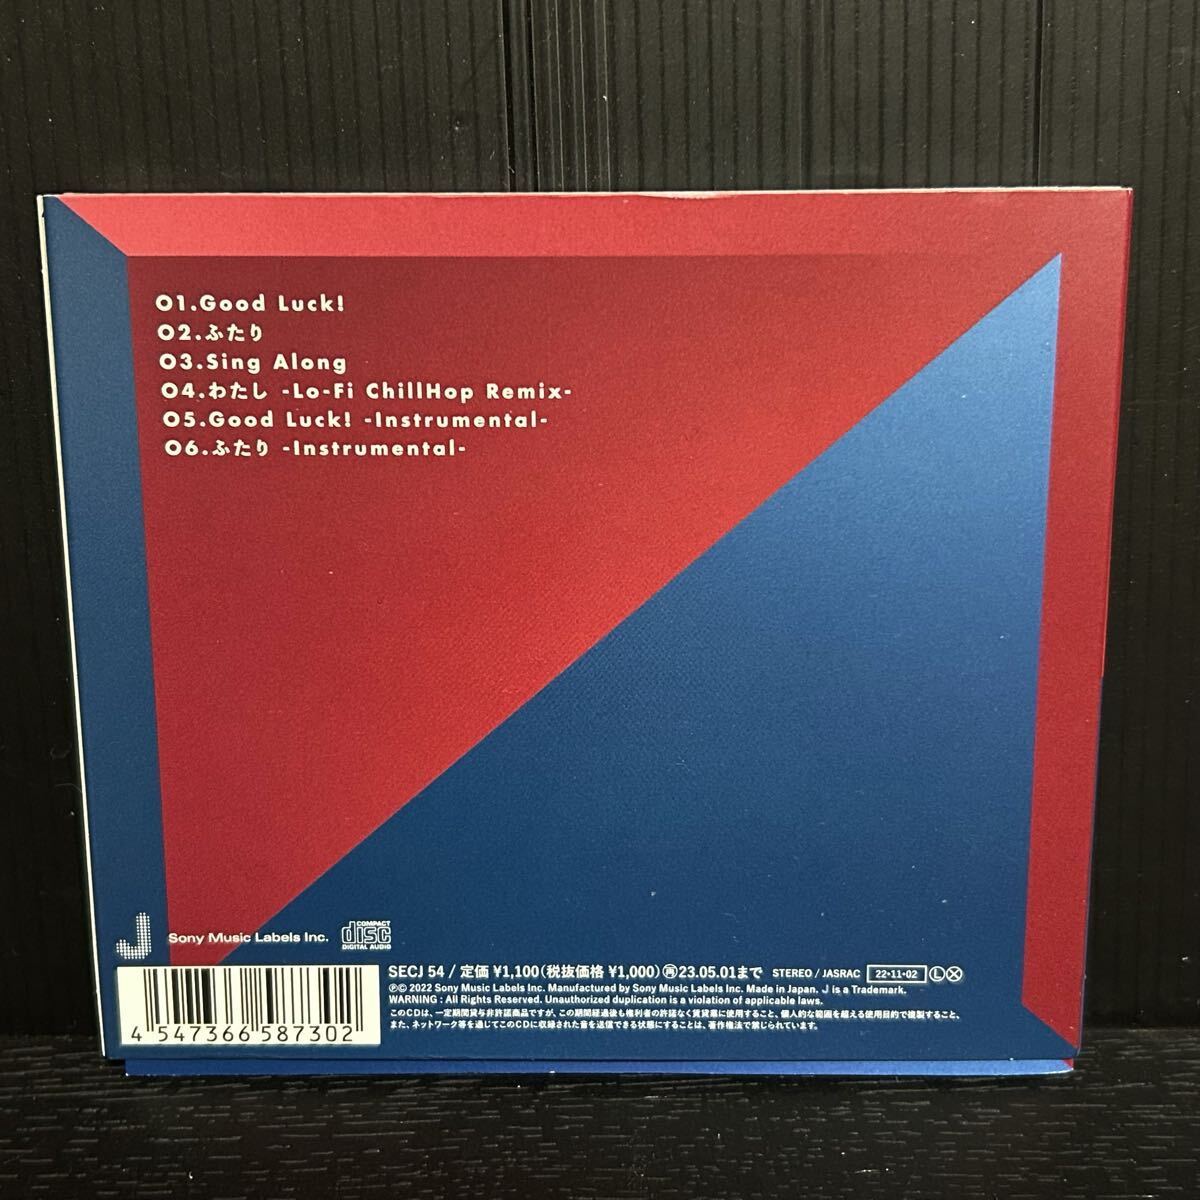 01.Good Luck!
02.ふたり
03.Sing Along
04.わたし -Lo-Fi ChillHop Remix-
05.Good Luck! -Instrumental-
06.ふたり -Instrumental-
J
Sony Music Labels Inc.
COMPACT
disc
DIGITAL AUDIO
SECJ 54 / 定価 ¥1,100(税抜価格 ¥1,000)㊢23.05.01まで STEREO / JASRAC 22・11・02 Ⓛ Ⓧ
ⓅⒸ 2022 Sony Music Labels Inc. Manufactured by Sony Music Labels Inc. Made in Japan. J is a Trademark.
WARNING : All Rights Reserved. Unauthorized duplication is a violation of applicable laws.
このCDは、一定期間貸与非許諾商品ですが、この期間経過後も権利者の許諾なく賃貸業に使用すること、個人的な範囲を超える使用目的で複製すること、
また、ネットワーク等を通じてこのCDに収録された音を送信できる状態にすることは、著作権法で禁じられています。
4 547366 587302